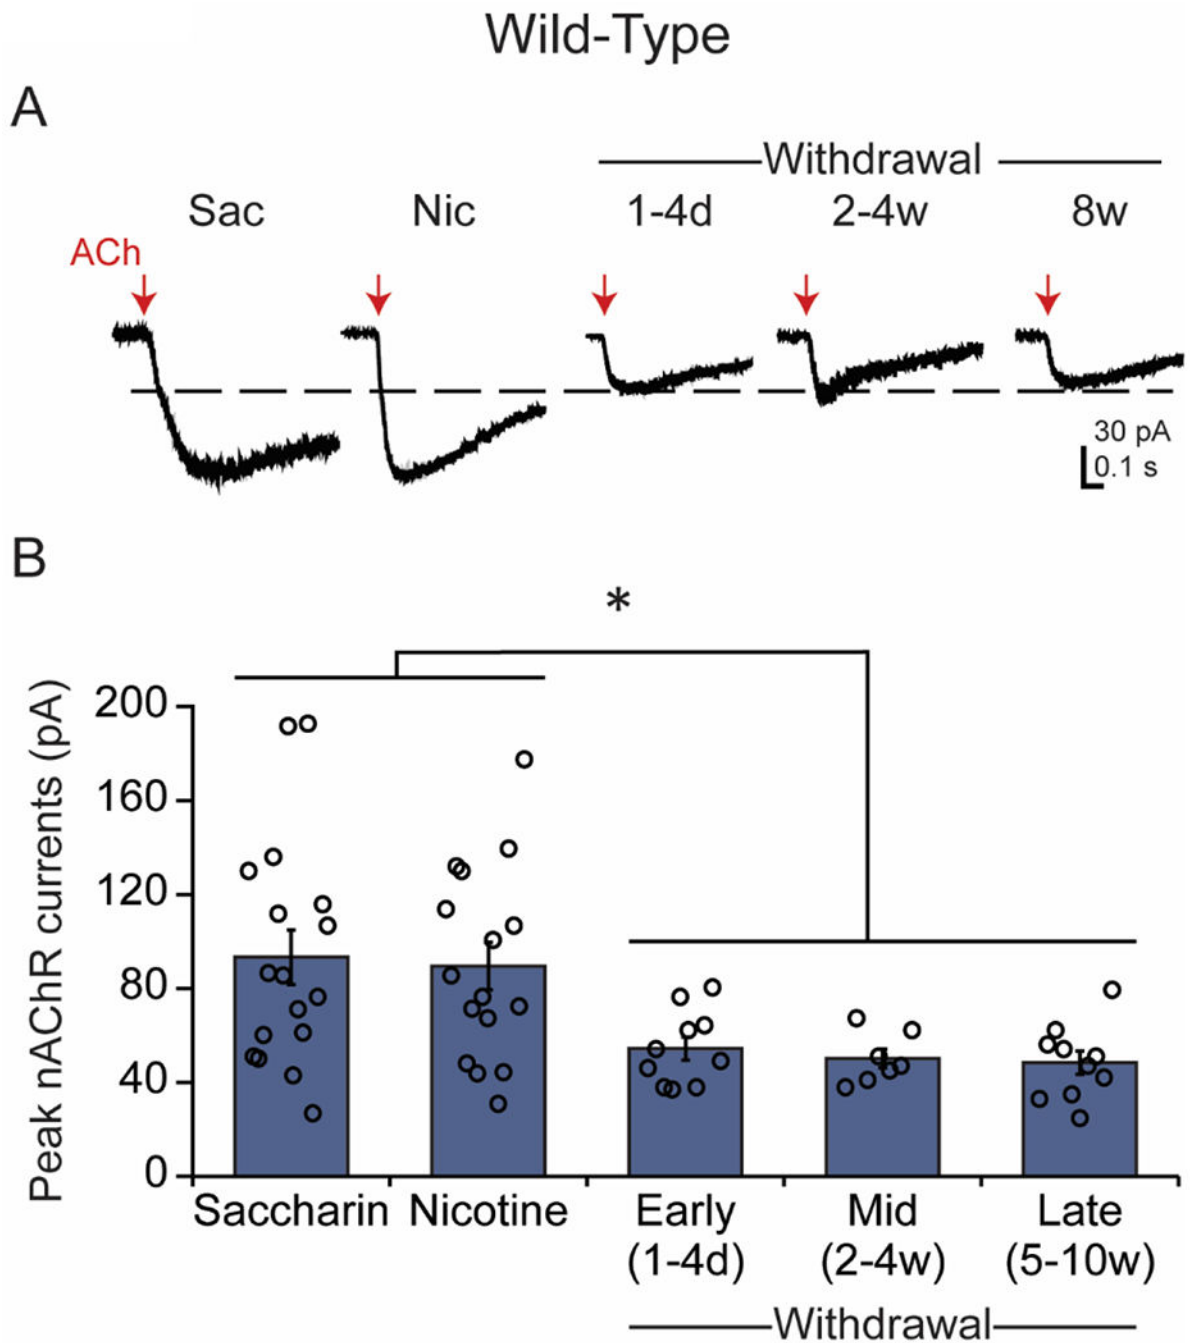 Wild-Type
A
Withdrawal
Sac Nic 1-4d 2-4w 8w
ACh
30 pA
0.1 s
B
*
Peak nAChR currents (pA)
200
160
120
80
40
0
Saccharin Nicotine Early Mid Late
(1-4d) (2-4w) (5-10w)
Withdrawal